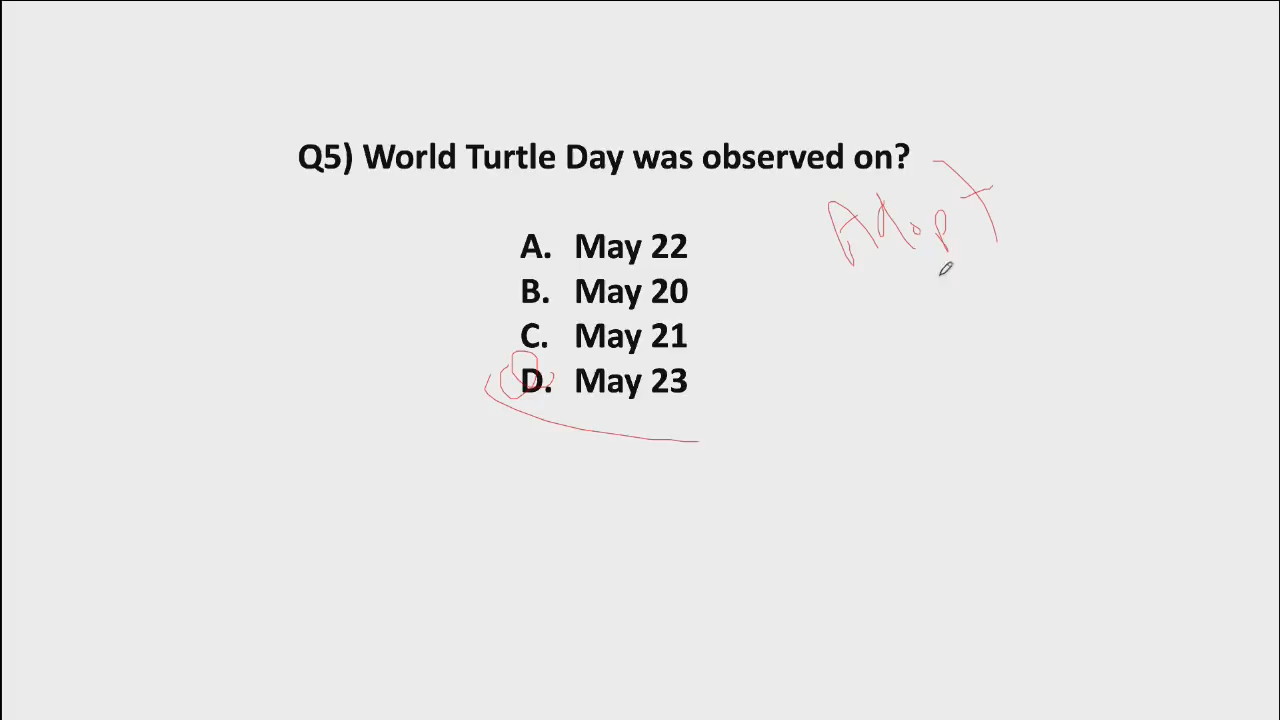 Q5) World Turtle Day was observed on?
Adopt
A. May 22
B. May 20
C. May 21
D. May 23